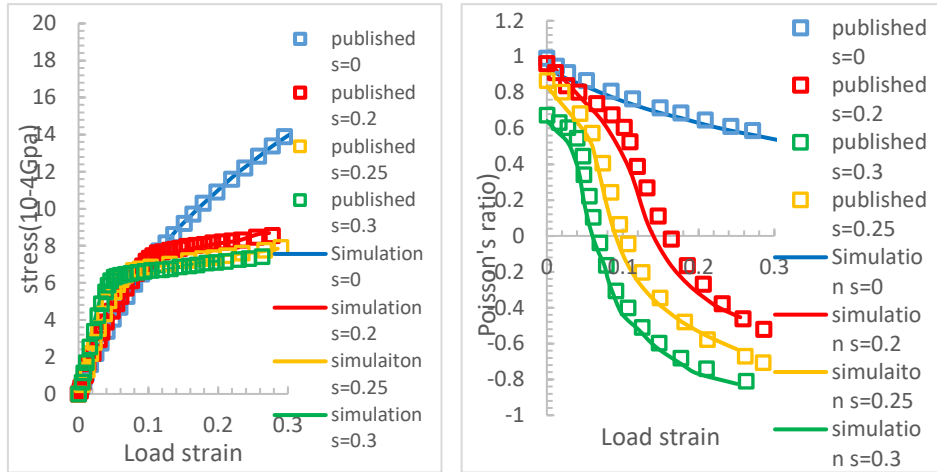 20
18
16
14
12
10
8
6
4
2
0
stress(10-4Gpa)
0
0.1
0.2
0.3
Load strain
published
s=0
published
s=0.2
published
s=0.25
published
s=0.3
Simulation
s=0
simulation
s=0.2
simulaiton
s=0.25
simulation
s=0.3
1.2
1
0.8
0.6
0.4
0.2
0
-0.2
-0.4
-0.6
-0.8
-1
Poisson's ratio)
0
0.1
0.2
0.3
Load strain
published
s=0
published
s=0.2
published
s=0.3
published
s=0.25
Simulatio
n s=0
simulatio
n s=0.2
simulaito
n s=0.25
simulatio
n s=0.3